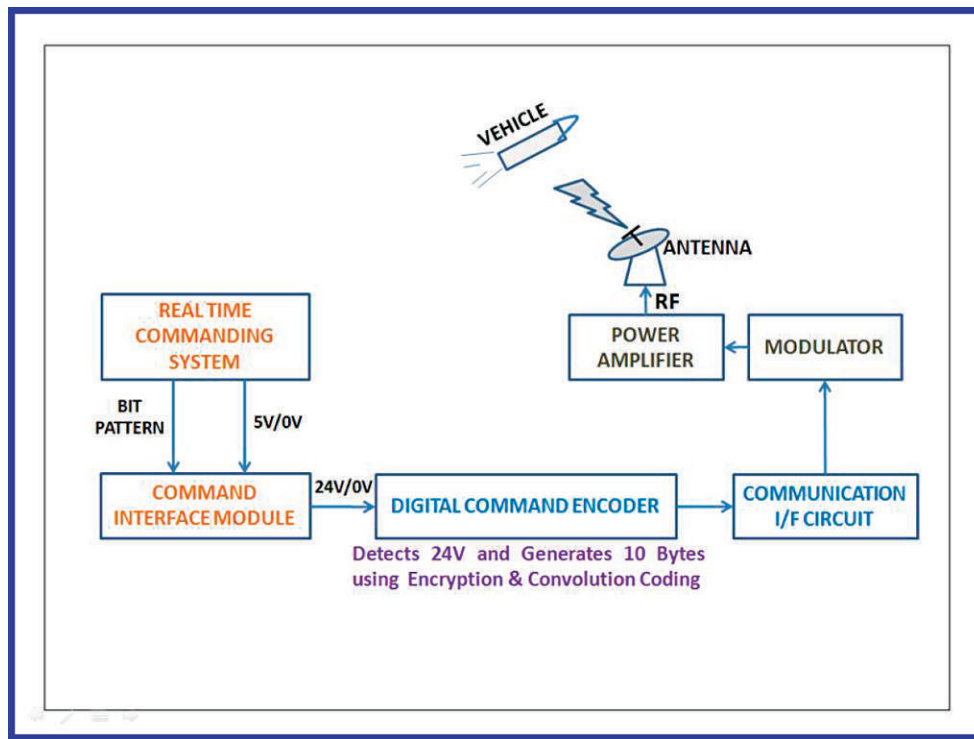 VEHICLE
ANTENNA
RF
REAL TIME
COMMANDING
SYSTEM
POWER
AMPLIFIER
MODULATOR
BIT
PATTERN
5V/0V
COMMAND
INTERFACE MODULE
24V/0V
DIGITAL COMMAND ENCODER
COMMUNICATION
I/F CIRCUIT
Detects 24V and Generates 10 Bytes
using Encryption & Convolution Coding